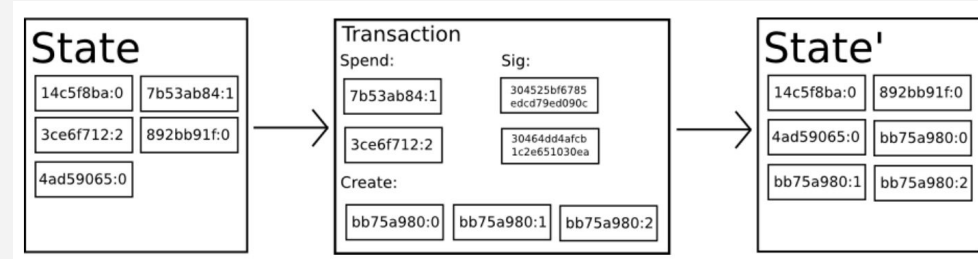 State
14c5f8ba:0 7b53ab84:1
3ce6f712:2 892bb91f:0
4ad59065:0
Transaction
Spend: Sig:
7b53ab84:1 304525bf6785
edcd79ed090c
3ce6f712:2 30464dd4afcb
1c2e651030ea
Create:
bb75a980:0 bb75a980:1 bb75a980:2
State'
14c5f8ba:0 892bb91f:0
4ad59065:0 bb75a980:0
bb75a980:1 bb75a980:2